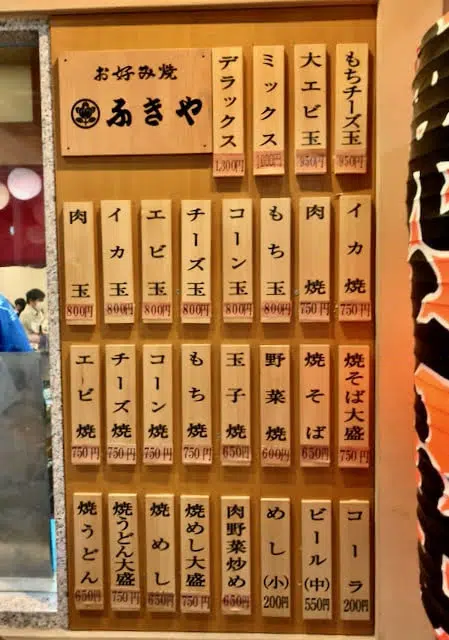 お好み焼
ふきや
もちチーズ玉
950円
大エビ玉
950円
ミックス
デラックス
1,300円
イカ焼
750円
肉焼
750円
もち玉
800円
コーン玉
800円
チーズ玉
800円
エビ玉
800円
イカ玉
800円
肉玉
800円
焼そば大盛
750円
焼そば
650円
野菜焼
600円
玉子焼
650円
もち焼
750円
コーン焼
750円
チーズ焼
750円
エビ焼
750円
コーラ
200円
ビール(中)
550円
めし(小)
200円
肉野菜炒め
650円
焼めし大盛
750円
焼めし
650円
焼うどん大盛
750円
焼うどん
650円